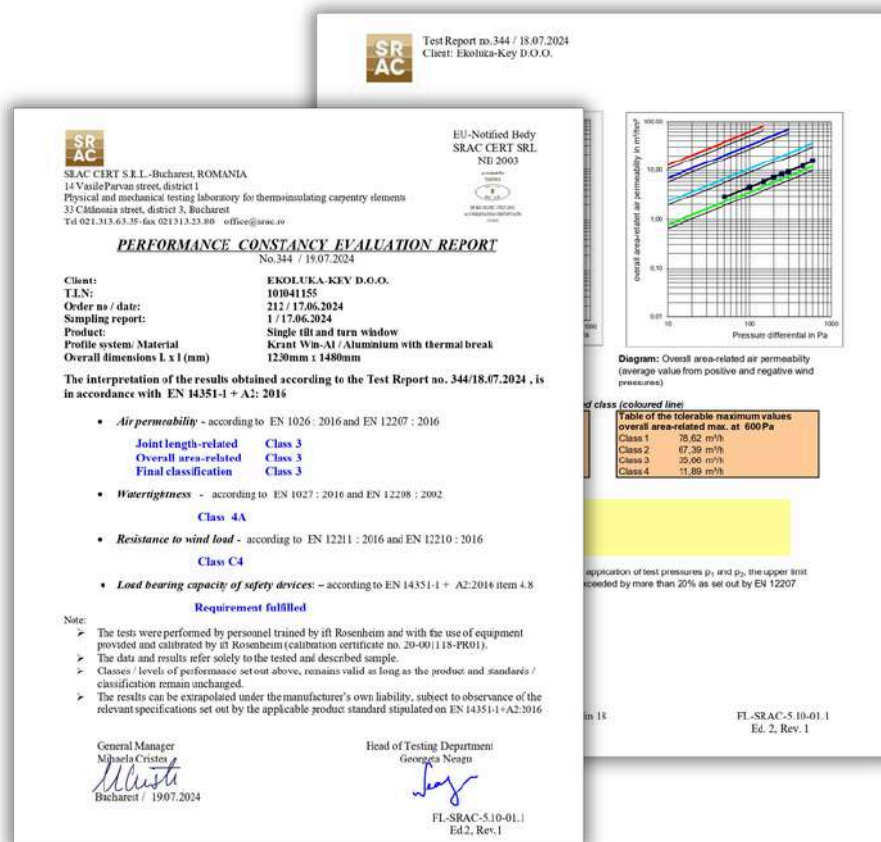 SR
AC
Test Report no.344 / 18.07.2024
Client: Ekoluka-Key D.O.O.
SR
AC
EU-Notified Body
SRAC CERT SRL
NB 2003
SRAC CERT S.R.L.-Bucharest, ROMANIA
14 Vasile Parvan street, district 1
Physical and mechanical testing laboratory for thermoinsulating carpentry elements
33 Cătănoaia street, district 3, Bucharest
Tel 021.313.63.35-fax 021313.23.80 office@srac.ro
PERFORMANCE CONSTANCY EVALUATION REPORT
No.344 / 19.07.2024
Client: EKOLUKA-KEY D.O.O.
T.I.N: 101041155
Order no / date: 212 / 17.06.2024
Sampling report: 1 / 17.06.2024
Product: Single tilt and turn window
Profile system/ Material Krant Win-Al / Aluminium with thermal break
Overall dimensions L x l (mm) 1230mm x 1480mm
The interpretation of the results obtained according to the Test Report no. 344/18.07.2024 , is
in accordance with EN 14351-1 + A2: 2016
• Air permeability - according to EN 1026 : 2016 and EN 12207 : 2016
Joint length-related Class 3
Overall area-related Class 3
Final classification Class 3
• Watertightness - according to EN 1027 : 2016 and EN 12208 : 2002
Class 4A
• Resistance to wind load - according to EN 12211 : 2016 and EN 12210 : 2016
Class C4
• Load bearing capacity of safety devices: – according to EN 14351-1 + A2:2016 item 4.8
Requirement fulfilled
Note:
➢ The tests were performed by personnel trained by ift Rosenheim and with the use of equipment
provided and calibrated by ift Rosenheim (calibration certificate no. 20-001118-PR01).
➢ The data and results refer solely to the tested and described sample.
➢ Classes / levels of performance set out above, remains valid as long as the product and standards /
classification remain unchanged.
➢ The results can be extrapolated under the manufacturer's own liability, subject to observance of the
relevant specifications set out by the applicable product standard stipulated on EN 14351-1+A2:2016
General Manager
Mihaela Cristea
Bucharest / 19.07.2024
Head of Testing Department
Georgeta Neagu
FL-SRAC-5.10-01.1
Ed.2, Rev.1
overall area-relatet air permeability in m³/hm²
100,00
10,00
1,00
0,10
0,01
10 100 1000
Pressure differential in Pa
Diagram: Overall area-related air permeabilty
(average value from postive and negative wind
pressures)
d class (coloured line)
Table of the tolerable maximum values
overall area-related max. at 600 Pa
Class 1 78,62 m³/h
Class 2 67,39 m³/h
Class 3 35,66 m³/h
Class 4 11,89 m³/h
application of test pressures p1 and p2, the upper limit
exceeded by more than 20% as set out by EN 12207
in 18
FL-SRAC-5.10-01.1
Ed. 2, Rev. 1